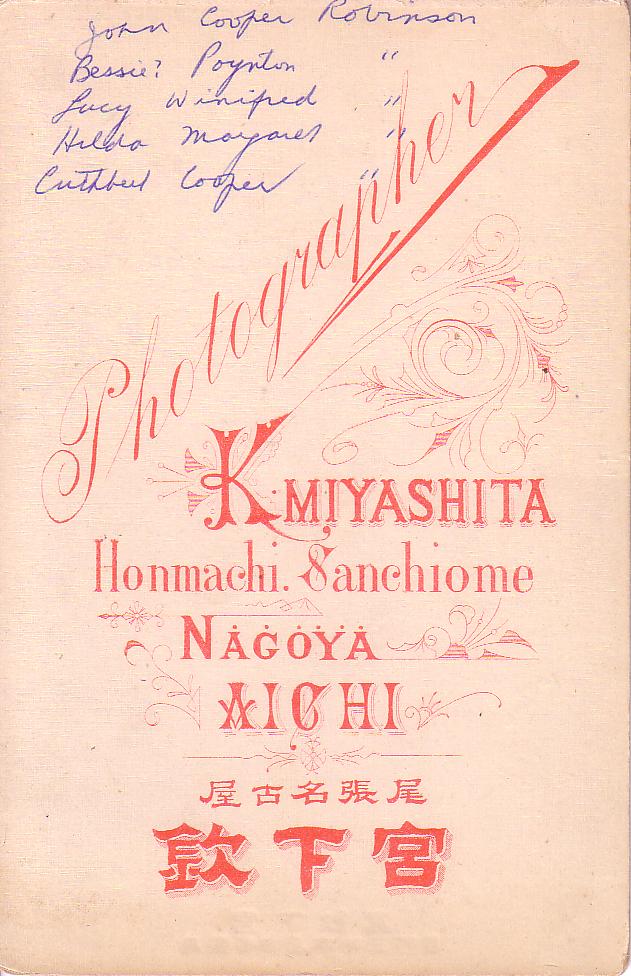 John Cooper Robinson
Bessie? Poynton "
Lucy Winifred "
Hilda Margaret "
Cuthbert Cooper "
Photographer
K. MIYASHITA
Honmachi. Sanchiome
NAGOYA
AICHI
尾張名古屋
宮下欽